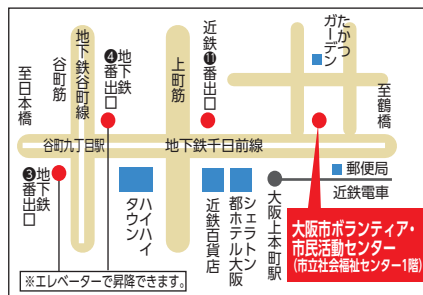 至日本橋
谷町筋
地下鉄谷町線
地下鉄
❹番出口
上町筋
近鉄
⓫番出口
たかつ
ガーデン
至鶴橋
谷町九丁目駅
地下鉄千日前線
地下鉄
❸番出口
ハイハイ
タウン
近鉄百貨店
シェラトン
都ホテル大阪
大阪上本町駅
郵便局
近鉄電車
大阪市ボランティア・
市民活動センター
(市立社会福祉センター1階)
※エレベーターで昇降できます。